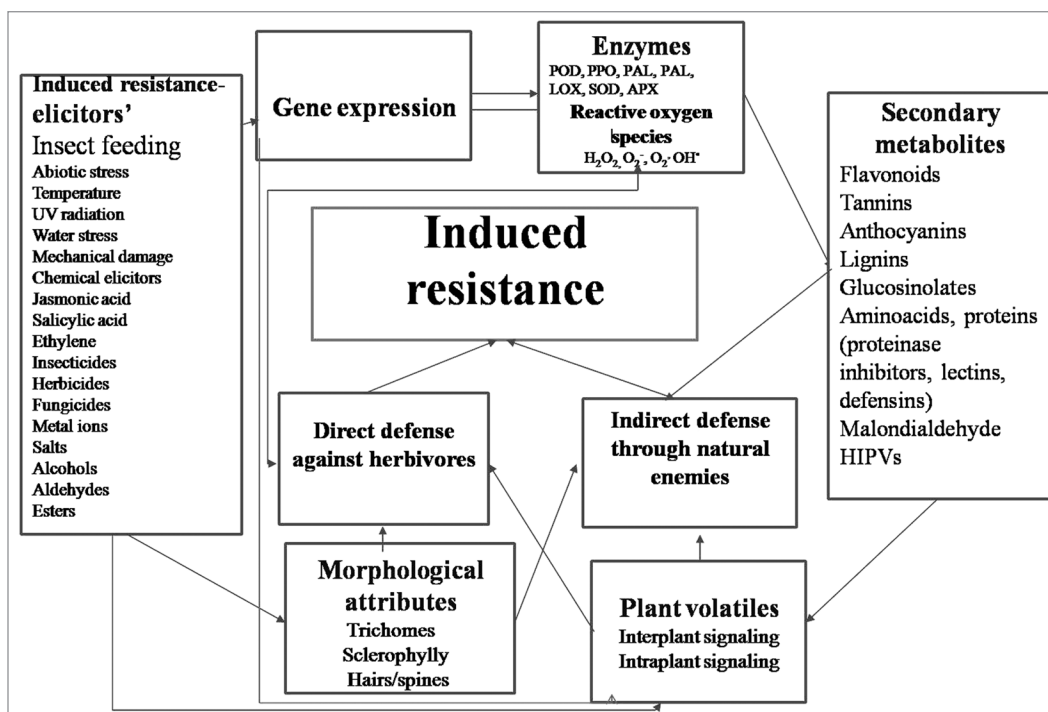 Induced resistance-
elicitors’
Insect feeding
Abiotic stress
Temperature
UV radiation
Water stress
Mechanical damage
Chemical elicitors
Jasmonic acid
Salicylic acid
Ethylene
Insecticides
Herbicides
Fungicides
Metal ions
Salts
Alcohols
Aldehydes
Esters
Gene expression
Enzymes
POD, PPO, PAL, PAL,
LOX, SOD, APX
Reactive oxygen
species
H₂O₂, O₂⁻, O₂· OH•
Secondary
metabolites
Flavonoids
Tannins
Anthocyanins
Lignins
Glucosinolates
Aminoacids, proteins
(proteinase
inhibitors, lectins,
defensins)
Malondialdehyde
HIPVs
Induced
resistance
Direct defense
against herbivores
Indirect defense
through natural
enemies
Morphological
attributes
Trichomes
Sclerophylly
Hairs/spines
Plant volatiles
Interplant signaling
Intraplant signaling